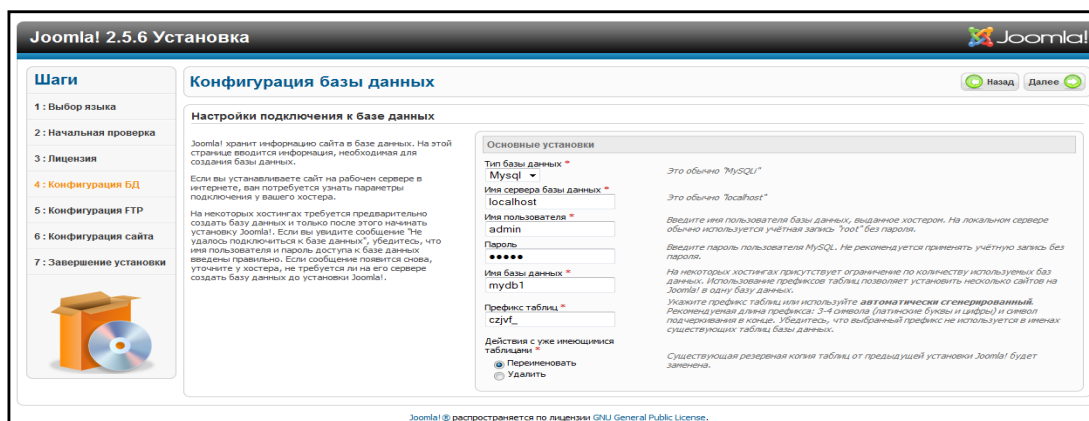 Joomla! 2.5.6 Установка
Joomla!
Шаги
1 : Выбор языка
2 : Начальная проверка
3 : Лицензия
4 : Конфигурация БД
5 : Конфигурация FTP
6 : Конфигурация сайта
7 : Завершение установки
Конфигурация базы данных
Назад
Далее
Настройки подключения к базе данных
Joomla! хранит информацию сайта в базе данных. На этой
странице вводится информация, необходимая для
создания базы данных.
Если вы устанавливаете сайт на рабочем сервере в
интернете, вам потребуется узнать параметры
подключения у вашего хостера.
На некоторых хостингах требуется предварительно
создать базу данных и только после этого начинать
установку Joomla!. Если вы увидите сообщение "Не
удалось подключиться к базе данных", убедитесь, что
имя пользователя и пароль доступа к базе данных
введены правильно. Если сообщение появится снова,
уточните у хостера, не требуется ли на его сервере
создать базу данных до установки Joomla!.
Основные установки
Тип базы данных *
Mysql
Это обычно "MySQLi"
Имя сервера базы данных *
localhost
Это обычно "localhost"
Имя пользователя *
admin
Введите имя пользователя базы данных, выданное хостером. На локальном сервере
обычно используется учётная запись "root" без пароля.
Пароль
•••••
Введите пароль пользователя MySQL. Не рекомендуется применять учётную запись без
пароля.
Имя базы данных *
mydb1
На некоторых хостингах присутствует ограничение по количеству используемых баз
данных. Использование префиксов таблиц позволяет установить несколько сайтов на
Joomla! в одну базу данных.
Префикс таблиц *
czjvf_
Укажите префикс таблиц или используйте автоматически сгенерированный.
Рекомендуемая длина префикса: 3-4 символа (латинские буквы и цифры) и символ
подчеркивания в конце. Убедитесь, что выбранный префикс не используется в именах
существующих таблиц базы данных.
Действия с уже имеющимися
таблицами *
Переименовать
Удалить
Существующая резервная копия таблиц от предыдущей установки Joomla! будет
заменена.
Joomla!® распространяется по лицензии GNU General Public License.